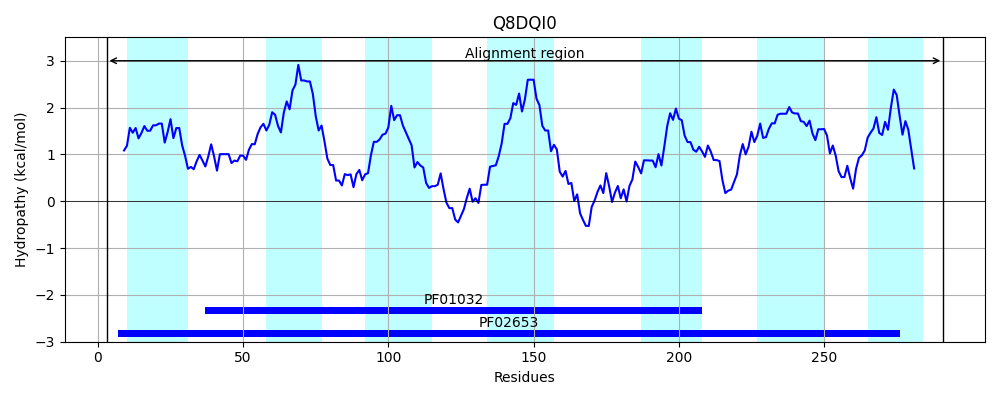 Q8DQI0
Alignment region
Hydropathy (kcal/mol)
3
2
1
0
−1
−2
−3
PF01032
PF02653
0
50
100
150
200
250
Residues